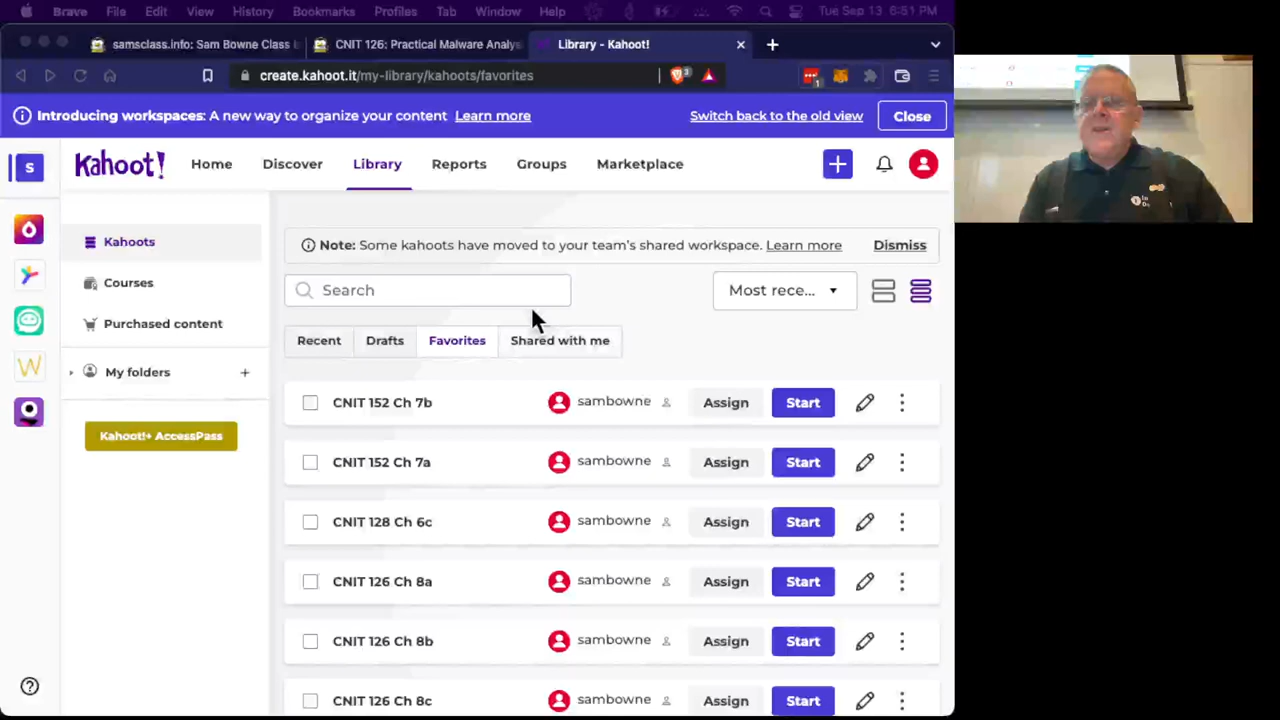 Brave File Edit View History Bookmarks Profiles Tab Window Help Tue Sep 13 6:51 PM
samsclass.info: Sam Bowne Class CNIT 126: Practical Malware Analys Library - Kahoot!
create.kahoot.it/my-library/kahoots/favorites
Introducing workspaces: A new way to organize your content Learn more Switch back to the old view Close
S Kahoot! Home Discover Library Reports Groups Marketplace
Kahoots
Note: Some kahoots have moved to your team's shared workspace. Learn more Dismiss
Courses
Search Most rece...
Purchased content
Recent Drafts Favorites Shared with me
My folders
CNIT 152 Ch 7b sambowne Assign Start
Kahoot!+ AccessPass
CNIT 152 Ch 7a sambowne Assign Start
CNIT 128 Ch 6c sambowne Assign Start
CNIT 126 Ch 8a sambowne Assign Start
CNIT 126 Ch 8b sambowne Assign Start
CNIT 126 Ch 8c sambowne Assign Start